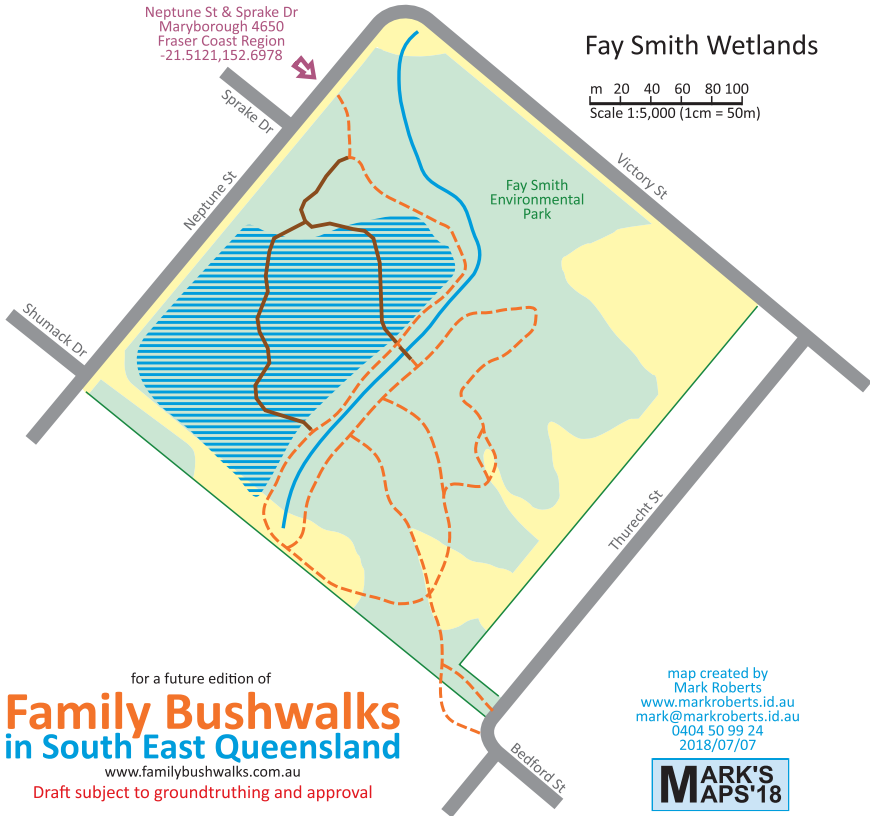 Neptune St & Sprake Dr
Maryborough 4650
Fraser Coast Region
-21.5121,152.6978
Fay Smith Wetlands
m 20 40 60 80 100
Scale 1:5,000 (1cm = 50m)
Sprake Dr
Neptune St
Victory St
Fay Smith
Environmental
Park
Shumack Dr
Thurecht St
Bedford St
for a future edition of
Family Bushwalks
in South East Queensland
www.familybushwalks.com.au
Draft subject to groundtruthing and approval
map created by
Mark Roberts
www.markroberts.id.au
mark@markroberts.id.au
0404 50 99 24
2018/07/07
MARK'S
MAPS'18